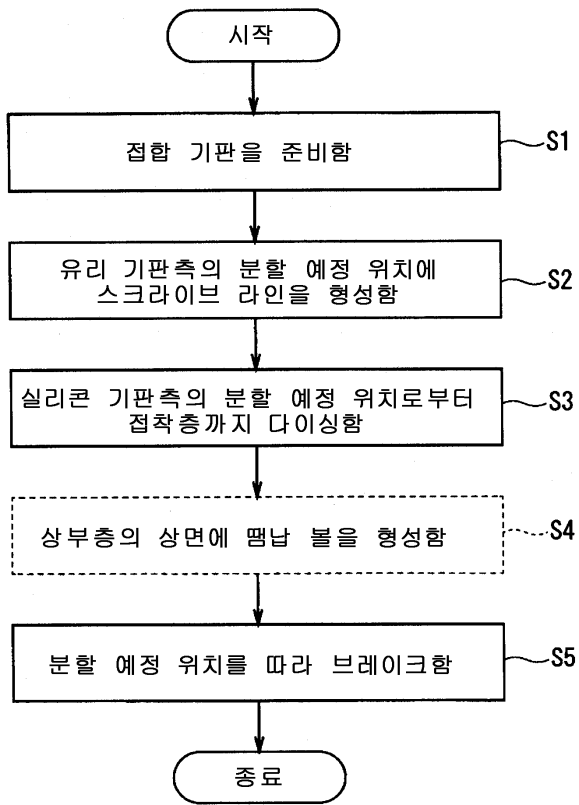 시작
접합 기판을 준비함
S1
유리 기판측의 분할 예정 위치에
스크라이브 라인을 형성함
S2
실리콘 기판측의 분할 예정 위치로부터
접착층까지 다이싱함
S3
상부층의 상면에 땜납 볼을 형성함
S4
분할 예정 위치를 따라 브레이크함
S5
종료